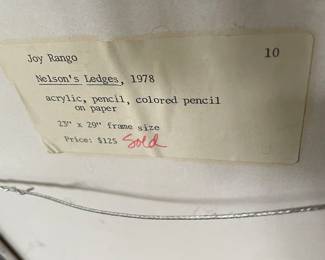 Joy Rango 10
Nelson's Ledges, 1978
acrylic, pencil, colored pencil
on paper
23" x 29" frame size
Price: $125 Sold